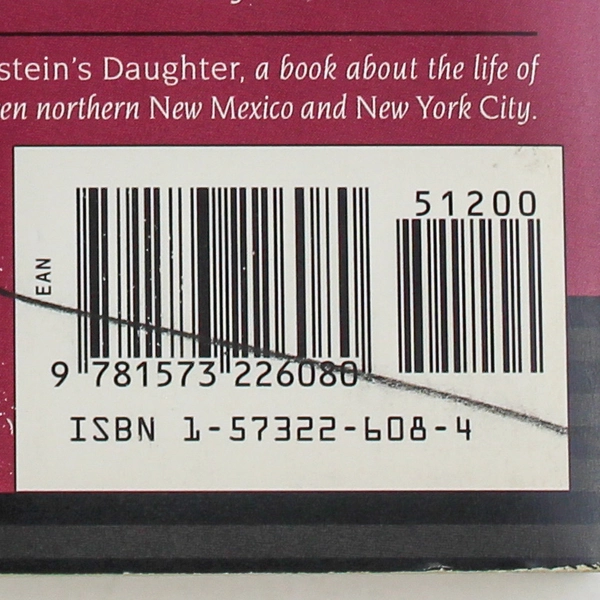 stein's Daughter, a book about the life of
en northern New Mexico and New York City.
51200
EAN
9 781573 226080
ISBN 1-57322-608-4